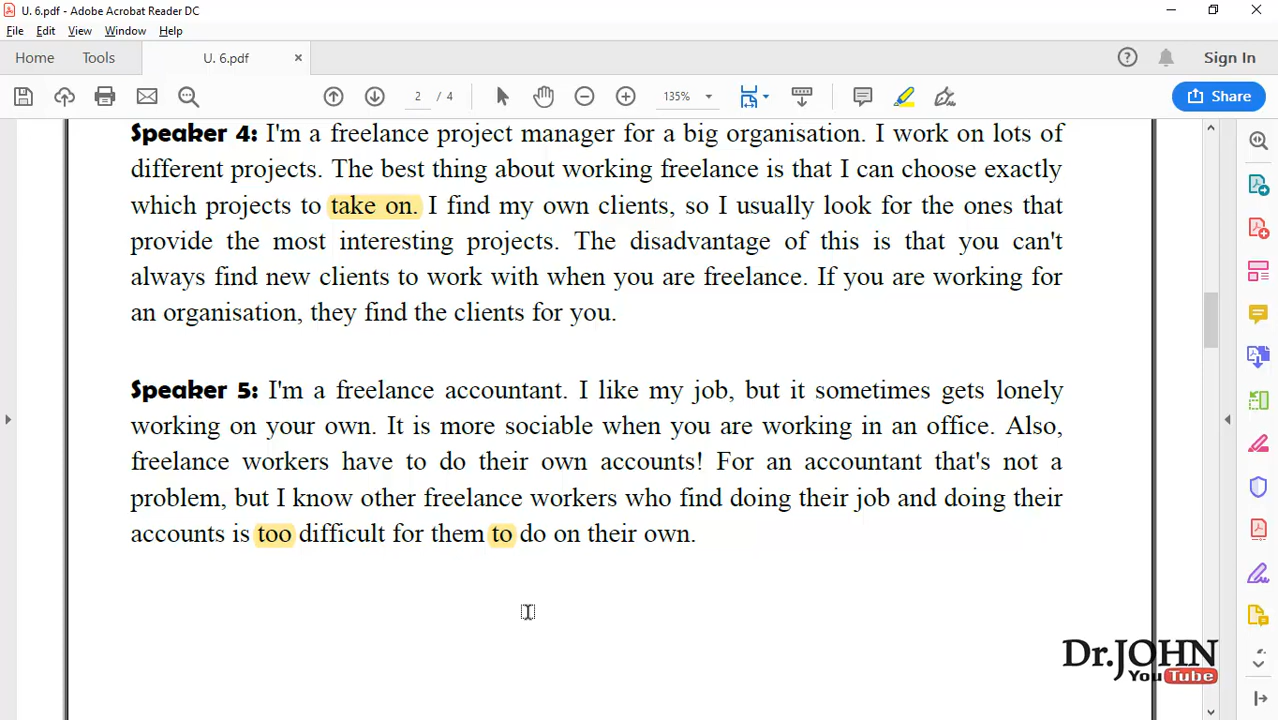 U. 6.pdf - Adobe Acrobat Reader DC
File Edit View Window Help
Home Tools U. 6.pdf × Sign In
2 / 4 135% Share
Speaker 4: I'm a freelance project manager for a big organisation. I work on lots of
different projects. The best thing about working freelance is that I can choose exactly
which projects to take on. I find my own clients, so I usually look for the ones that
provide the most interesting projects. The disadvantage of this is that you can't
always find new clients to work with when you are freelance. If you are working for
an organisation, they find the clients for you.
Speaker 5: I'm a freelance accountant. I like my job, but it sometimes gets lonely
working on your own. It is more sociable when you are working in an office. Also,
freelance workers have to do their own accounts! For an accountant that's not a
problem, but I know other freelance workers who find doing their job and doing their
accounts is too difficult for them to do on their own.
Dr.JOHN
YouTube